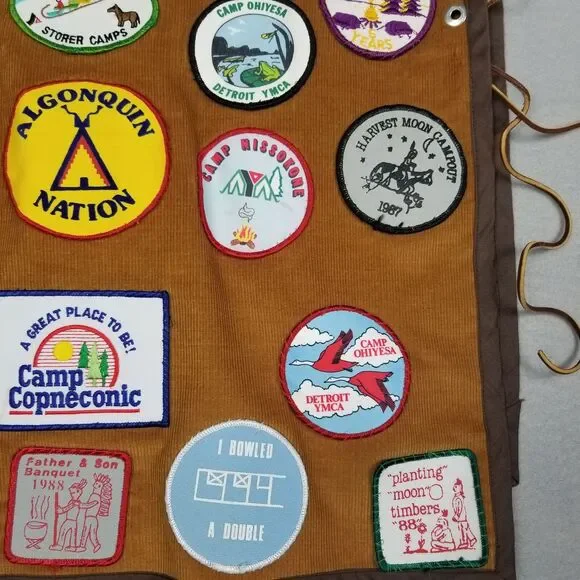 STORER CAMPS
CAMP OHIYESA
DETROIT YMCA
6
YEARS
ALGONQUIN
NATION
CAMP NISSOKONE
HARVEST MOON CAMPOUT
1987
A GREAT PLACE TO BE!
Camp
Copneconic
CAMP
OHIYESA
DETROIT
YMCA
Father & Son
Banquet
1988
I BOWLED
A DOUBLE
"planting
"moon"
timbers
"88"